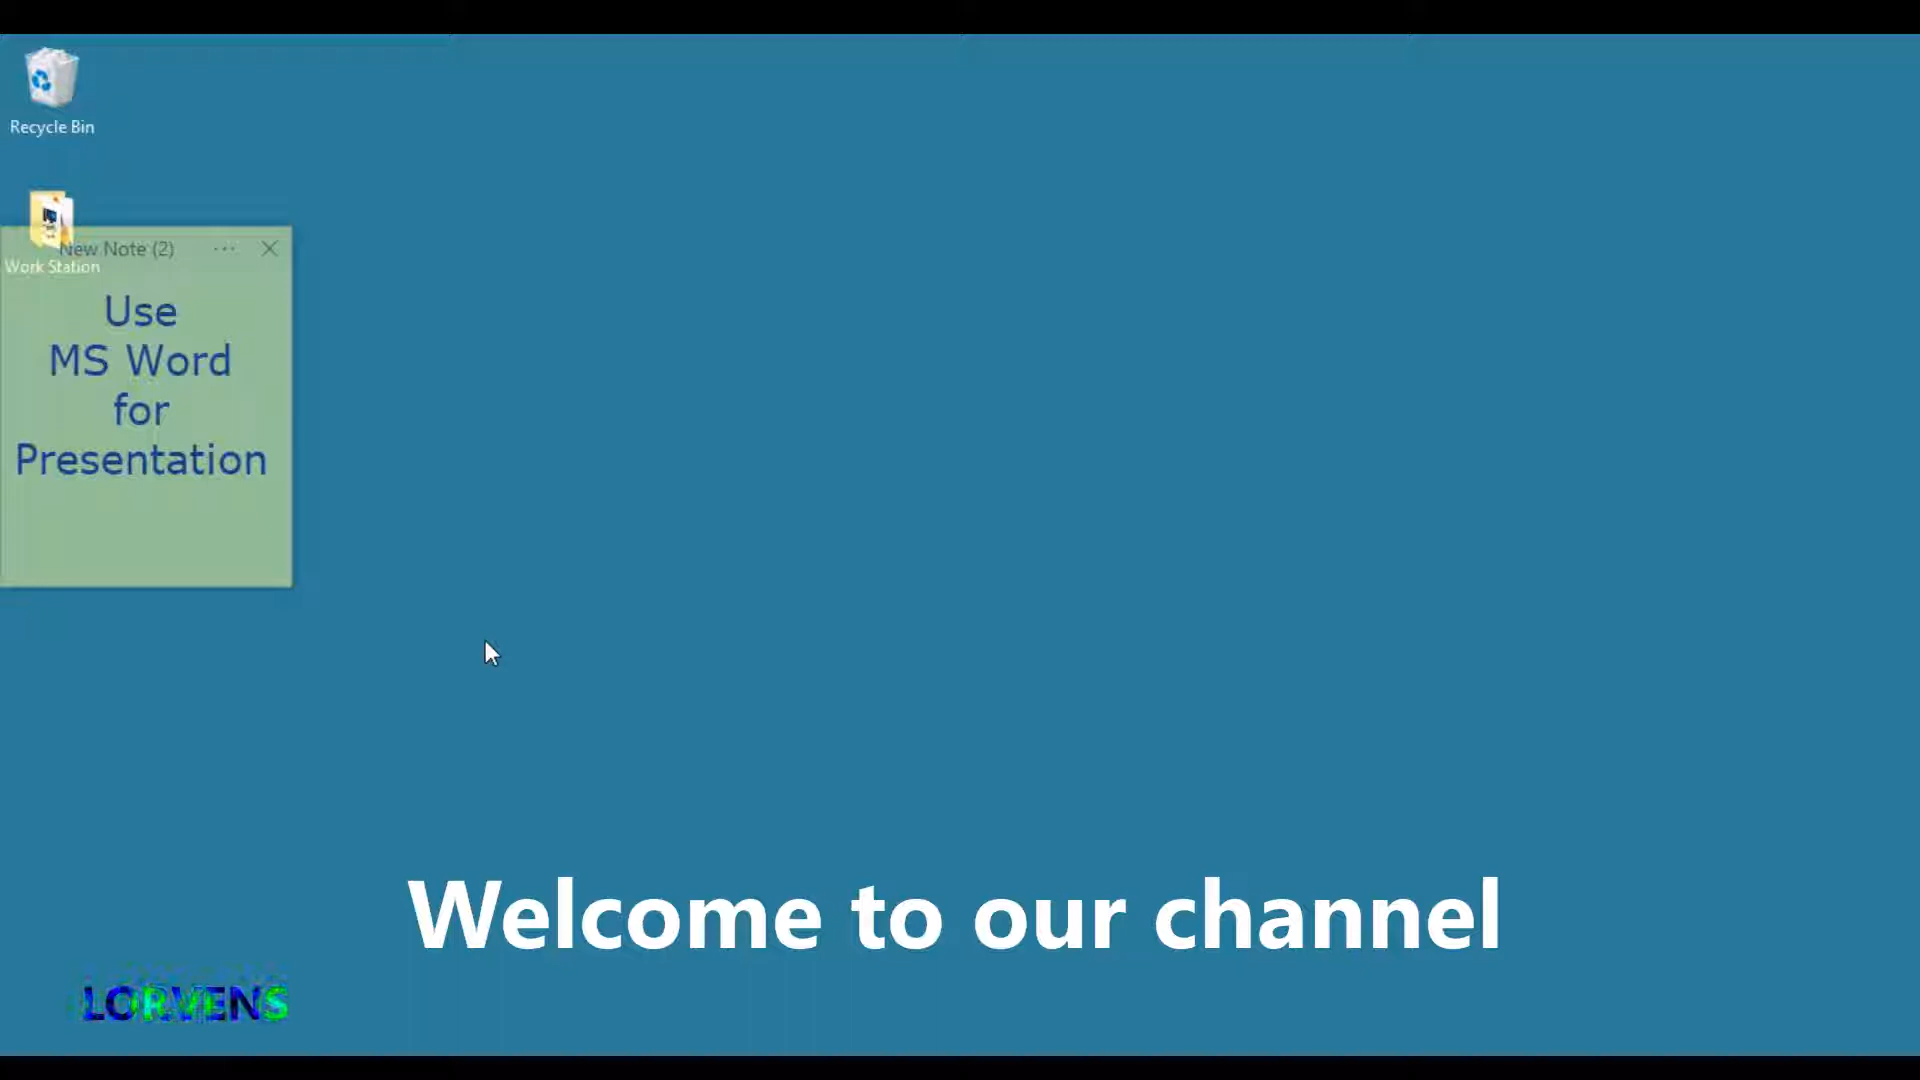 Recycle Bin
New Note (2)
Work Station
Use
MS Word
for
Presentation
Welcome to our channel
LORVENS